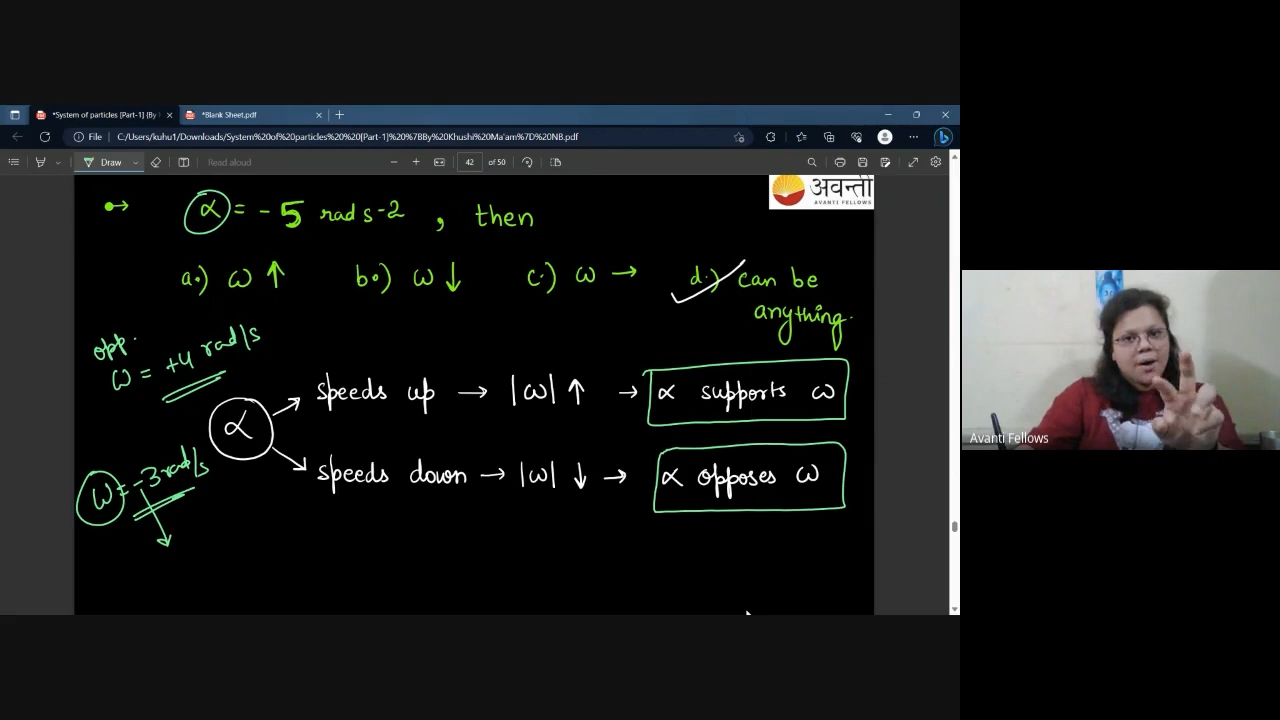 *System of particles [Part-1] (By
*Blank Sheet.pdf
File
C:/Users/kuhu1/Downloads/System%20of%20particles%20%20[Part-1]%20%7BBy%20Khushi%20Ma'am%7D%20NB.pdf
Draw
Read aloud
42 of 50
अवन्ती
AVANTI FELLOWS
α = - 5 rad s-2 , then
a.) ω ↑ b.) ω ↓ c.) ω → d.) can be
anything.
opp.
ω = +4 rad/s
α
speeds up → |ω| ↑ → α supports ω
ω = -3 rad/s
speeds down → |ω| ↓ → α opposes ω
Avanti Fellows